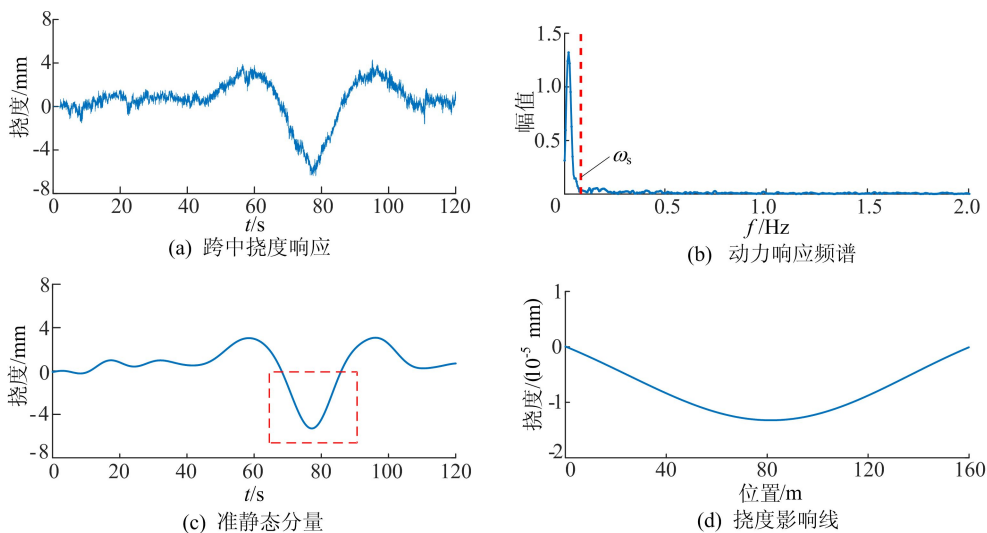 8
4
0
-4
-8
挠度/mm
0 20 40 60 80 100 120
t/s
(a) 跨中挠度响应
1.5
1.0
0.5
幅值
ωs
0 0.5 1.0 1.5 2.0
f/Hz
(b) 动力响应频谱
8
4
0
-4
-8
挠度/mm
0 20 40 60 80 100 120
t/s
(c) 准静态分量
1
0
-1
-2
挠度/(10⁻⁵ mm)
0 40 80 120 160
位置/m
(d) 挠度影响线